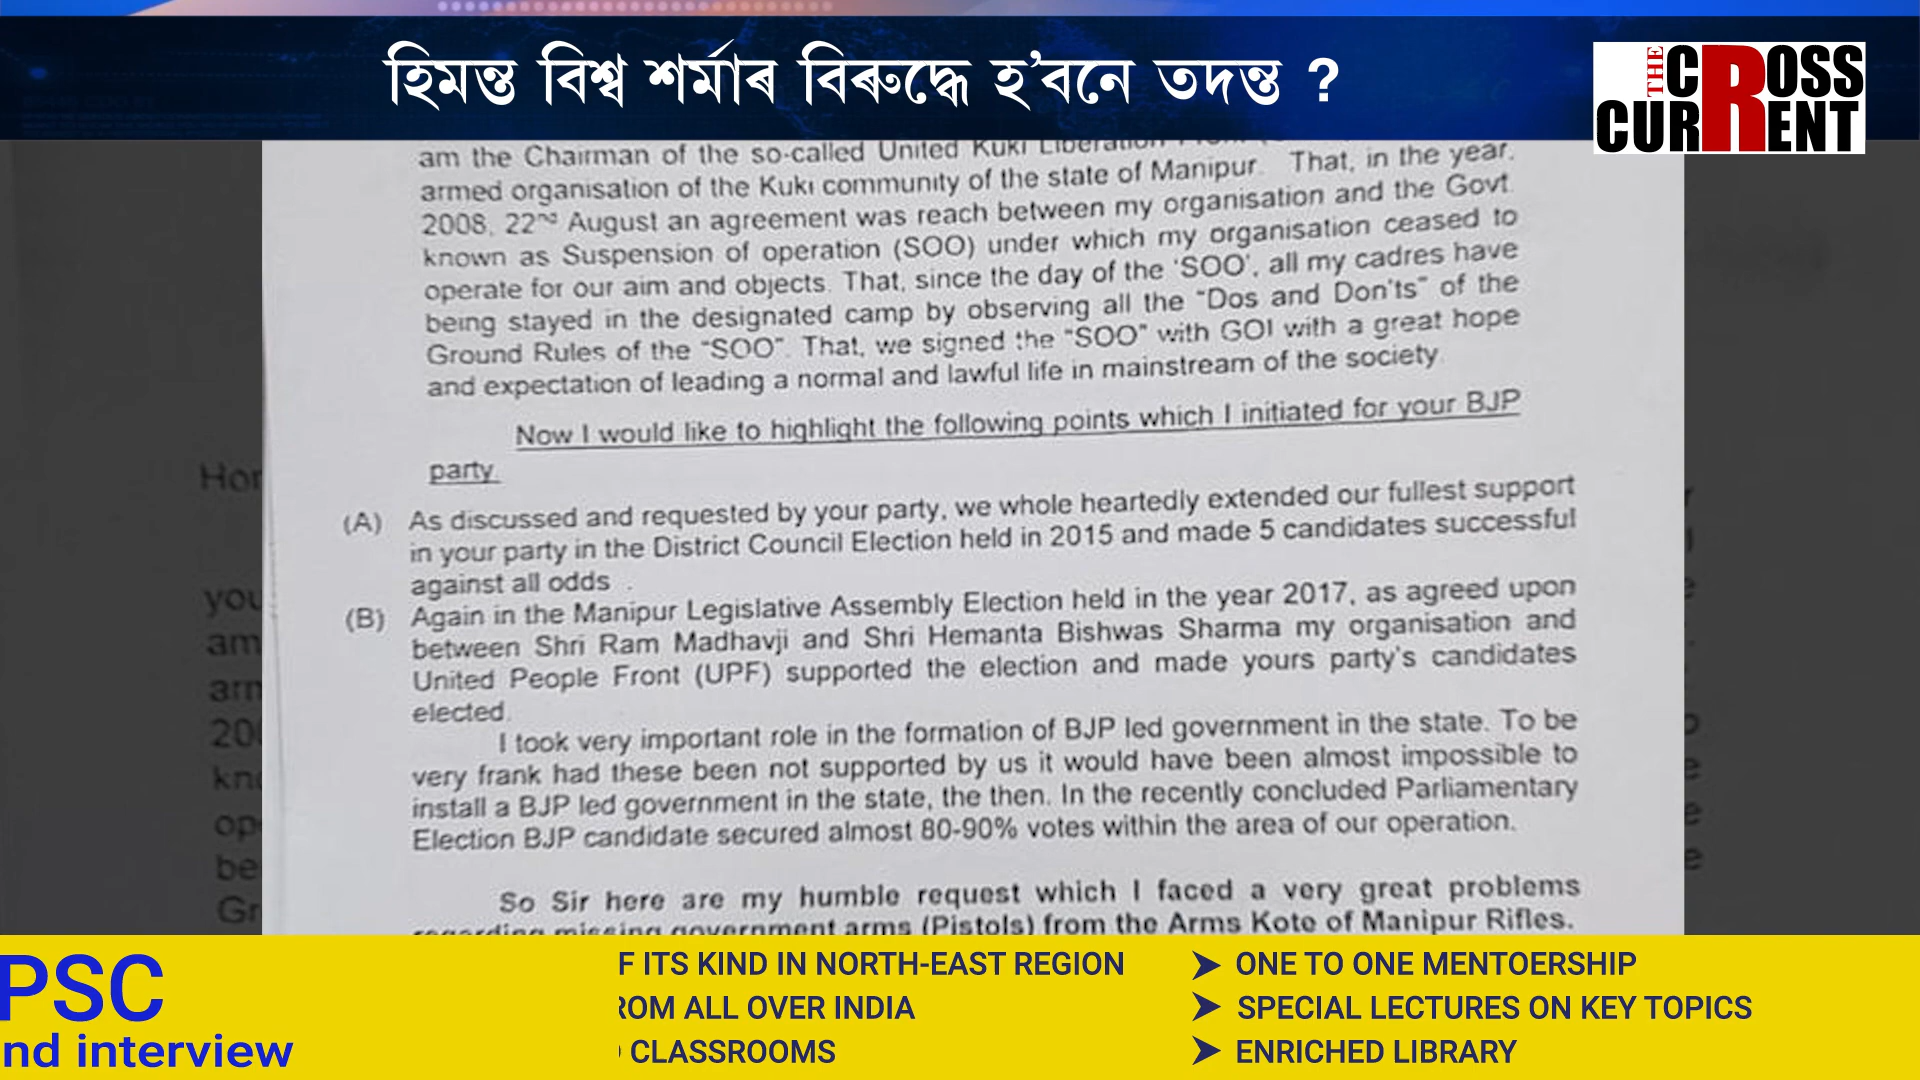 হিমন্ত বিশ্ব শৰ্মাৰ বিৰুদ্ধে হ'বনে তদন্ত ?
THE CROSS
CURRENT
am the Chairman of the so-called United Kuki Liberation
armed organisation of the Kuki community of the state of Manipur. That, in the year,
2008, 22nd August an agreement was reach between my organisation and the Govt.
known as Suspension of operation (SOO) under which my organisation ceased to
operate for our aim and objects. That, since the day of the 'SOO', all my cadres have
being stayed in the designated camp by observing all the "Dos and Don'ts" of the
Ground Rules of the "SOO". That, we signed the "SOO" with GOI with a great hope
and expectation of leading a normal and lawful life in mainstream of the society.
Now I would like to highlight the following points which I initiated for your BJP
party.
(A) As discussed and requested by your party, we whole heartedly extended our fullest support
in your party in the District Council Election held in 2015 and made 5 candidates successful
against all odds .
(B) Again in the Manipur Legislative Assembly Election held in the year 2017, as agreed upon
between Shri Ram Madhavji and Shri Hemanta Bishwas Sharma my organisation and
United People Front (UPF) supported the election and made yours party's candidates
elected.
I took very important role in the formation of BJP led government in the state. To be
very frank had these been not supported by us it would have been almost impossible to
install a BJP led government in the state, the then. In the recently concluded Parliamentary
Election BJP candidate secured almost 80-90% votes within the area of our operation.
So Sir here are my humble request which I faced a very great problems
regarding missing government arms (Pistols) from the Arms Kote of Manipur Rifles.
PSC
nd interview
F ITS KIND IN NORTH-EAST REGION
ROM ALL OVER INDIA
CLASSROOMS
➤ ONE TO ONE MENTOERSHIP
➤ SPECIAL LECTURES ON KEY TOPICS
➤ ENRICHED LIBRARY